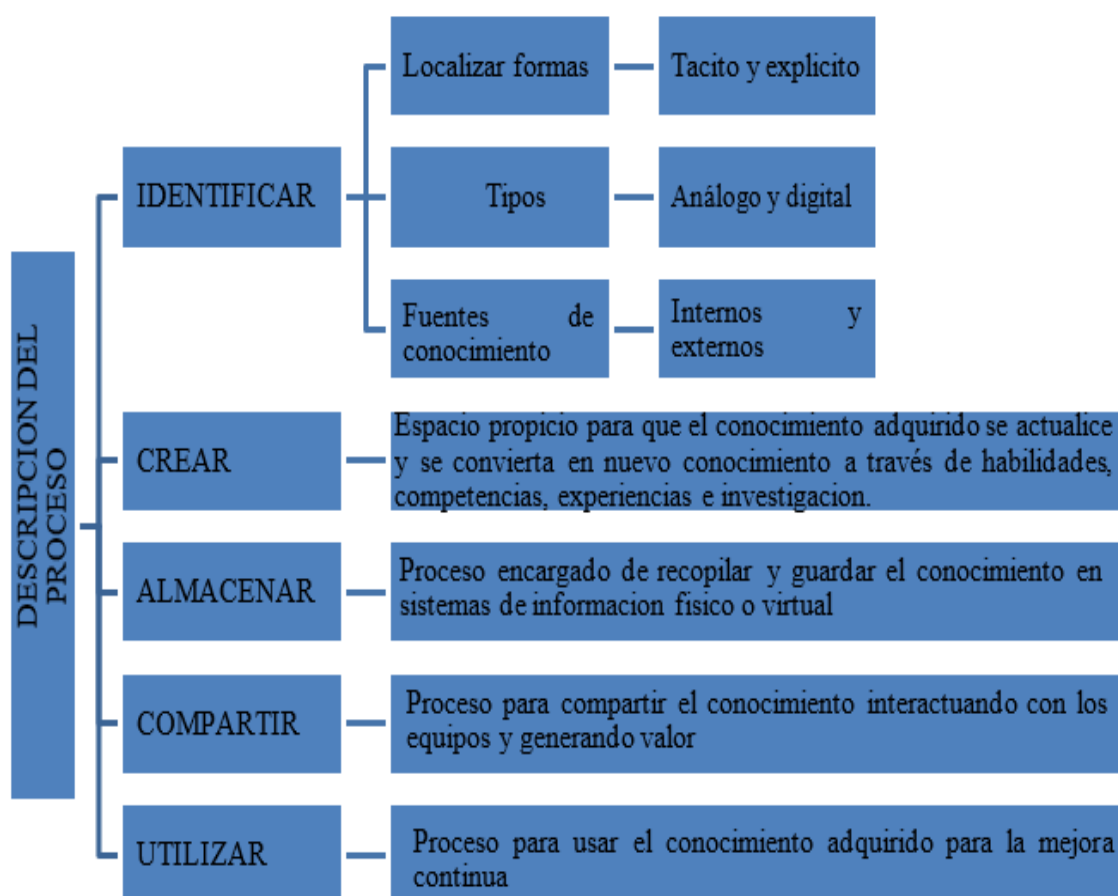 DESCRIPCION DEL
PROCESO
IDENTIFICAR
Localizar formas
Tacito y explicito
Tipos
Análogo y digital
Fuentes de
conocimiento
Internos y
externos
CREAR
Espacio propicio para que el conocimiento adquirido se actualice
y se convierta en nuevo conocimiento a través de habilidades,
competencias, experiencias e investigacion.
ALMACENAR
Proceso encargado de recopilar y guardar el conocimiento en
sistemas de informacion físico o virtual
COMPARTIR
Proceso para compartir el conocimiento interactuando con los
equipos y generando valor
UTILIZAR
Proceso para usar el conocimiento adquirido para la mejora
continua